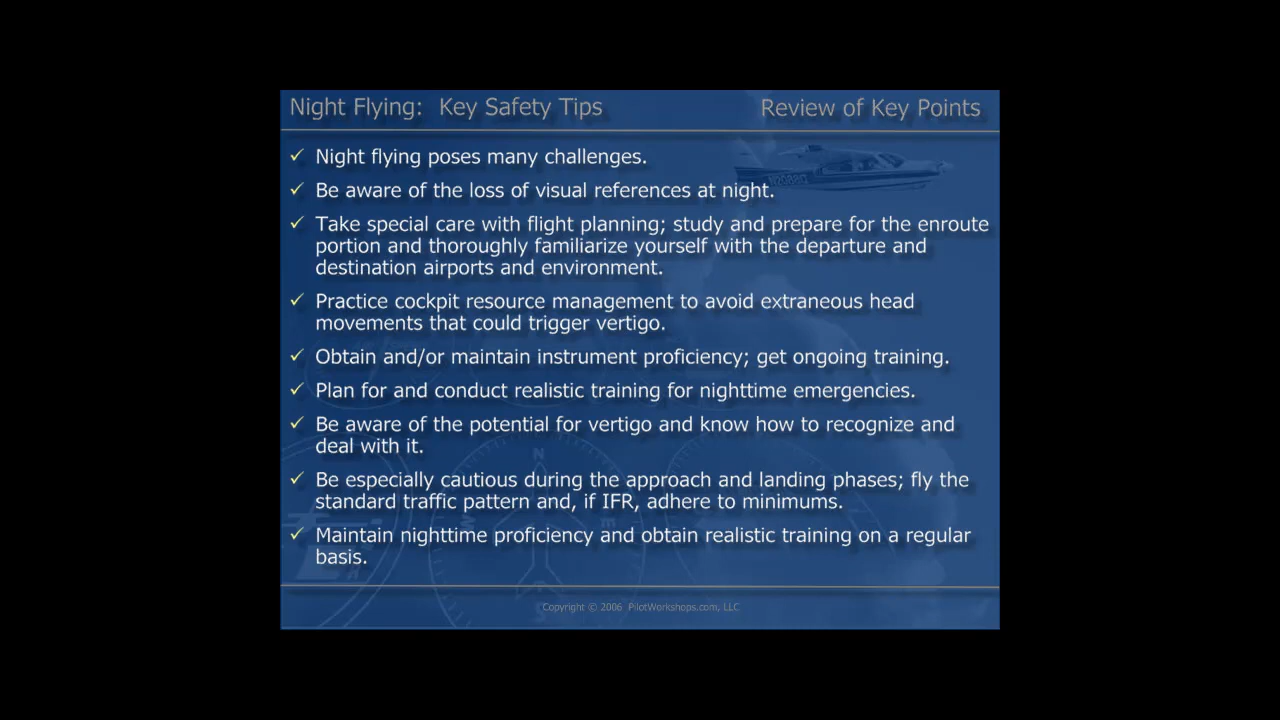 Night Flying: Key Safety Tips
Review of Key Points
✓ Night flying poses many challenges.
✓ Be aware of the loss of visual references at night.
✓ Take special care with flight planning; study and prepare for the enroute
portion and thoroughly familiarize yourself with the departure and
destination airports and environment.
✓ Practice cockpit resource management to avoid extraneous head
movements that could trigger vertigo.
✓ Obtain and/or maintain instrument proficiency; get ongoing training.
✓ Plan for and conduct realistic training for nighttime emergencies.
✓ Be aware of the potential for vertigo and know how to recognize and
deal with it.
✓ Be especially cautious during the approach and landing phases; fly the
standard traffic pattern and, if IFR, adhere to minimums.
✓ Maintain nighttime proficiency and obtain realistic training on a regular
basis.
Copyright © 2006 PilotWorkshops.com, LLC